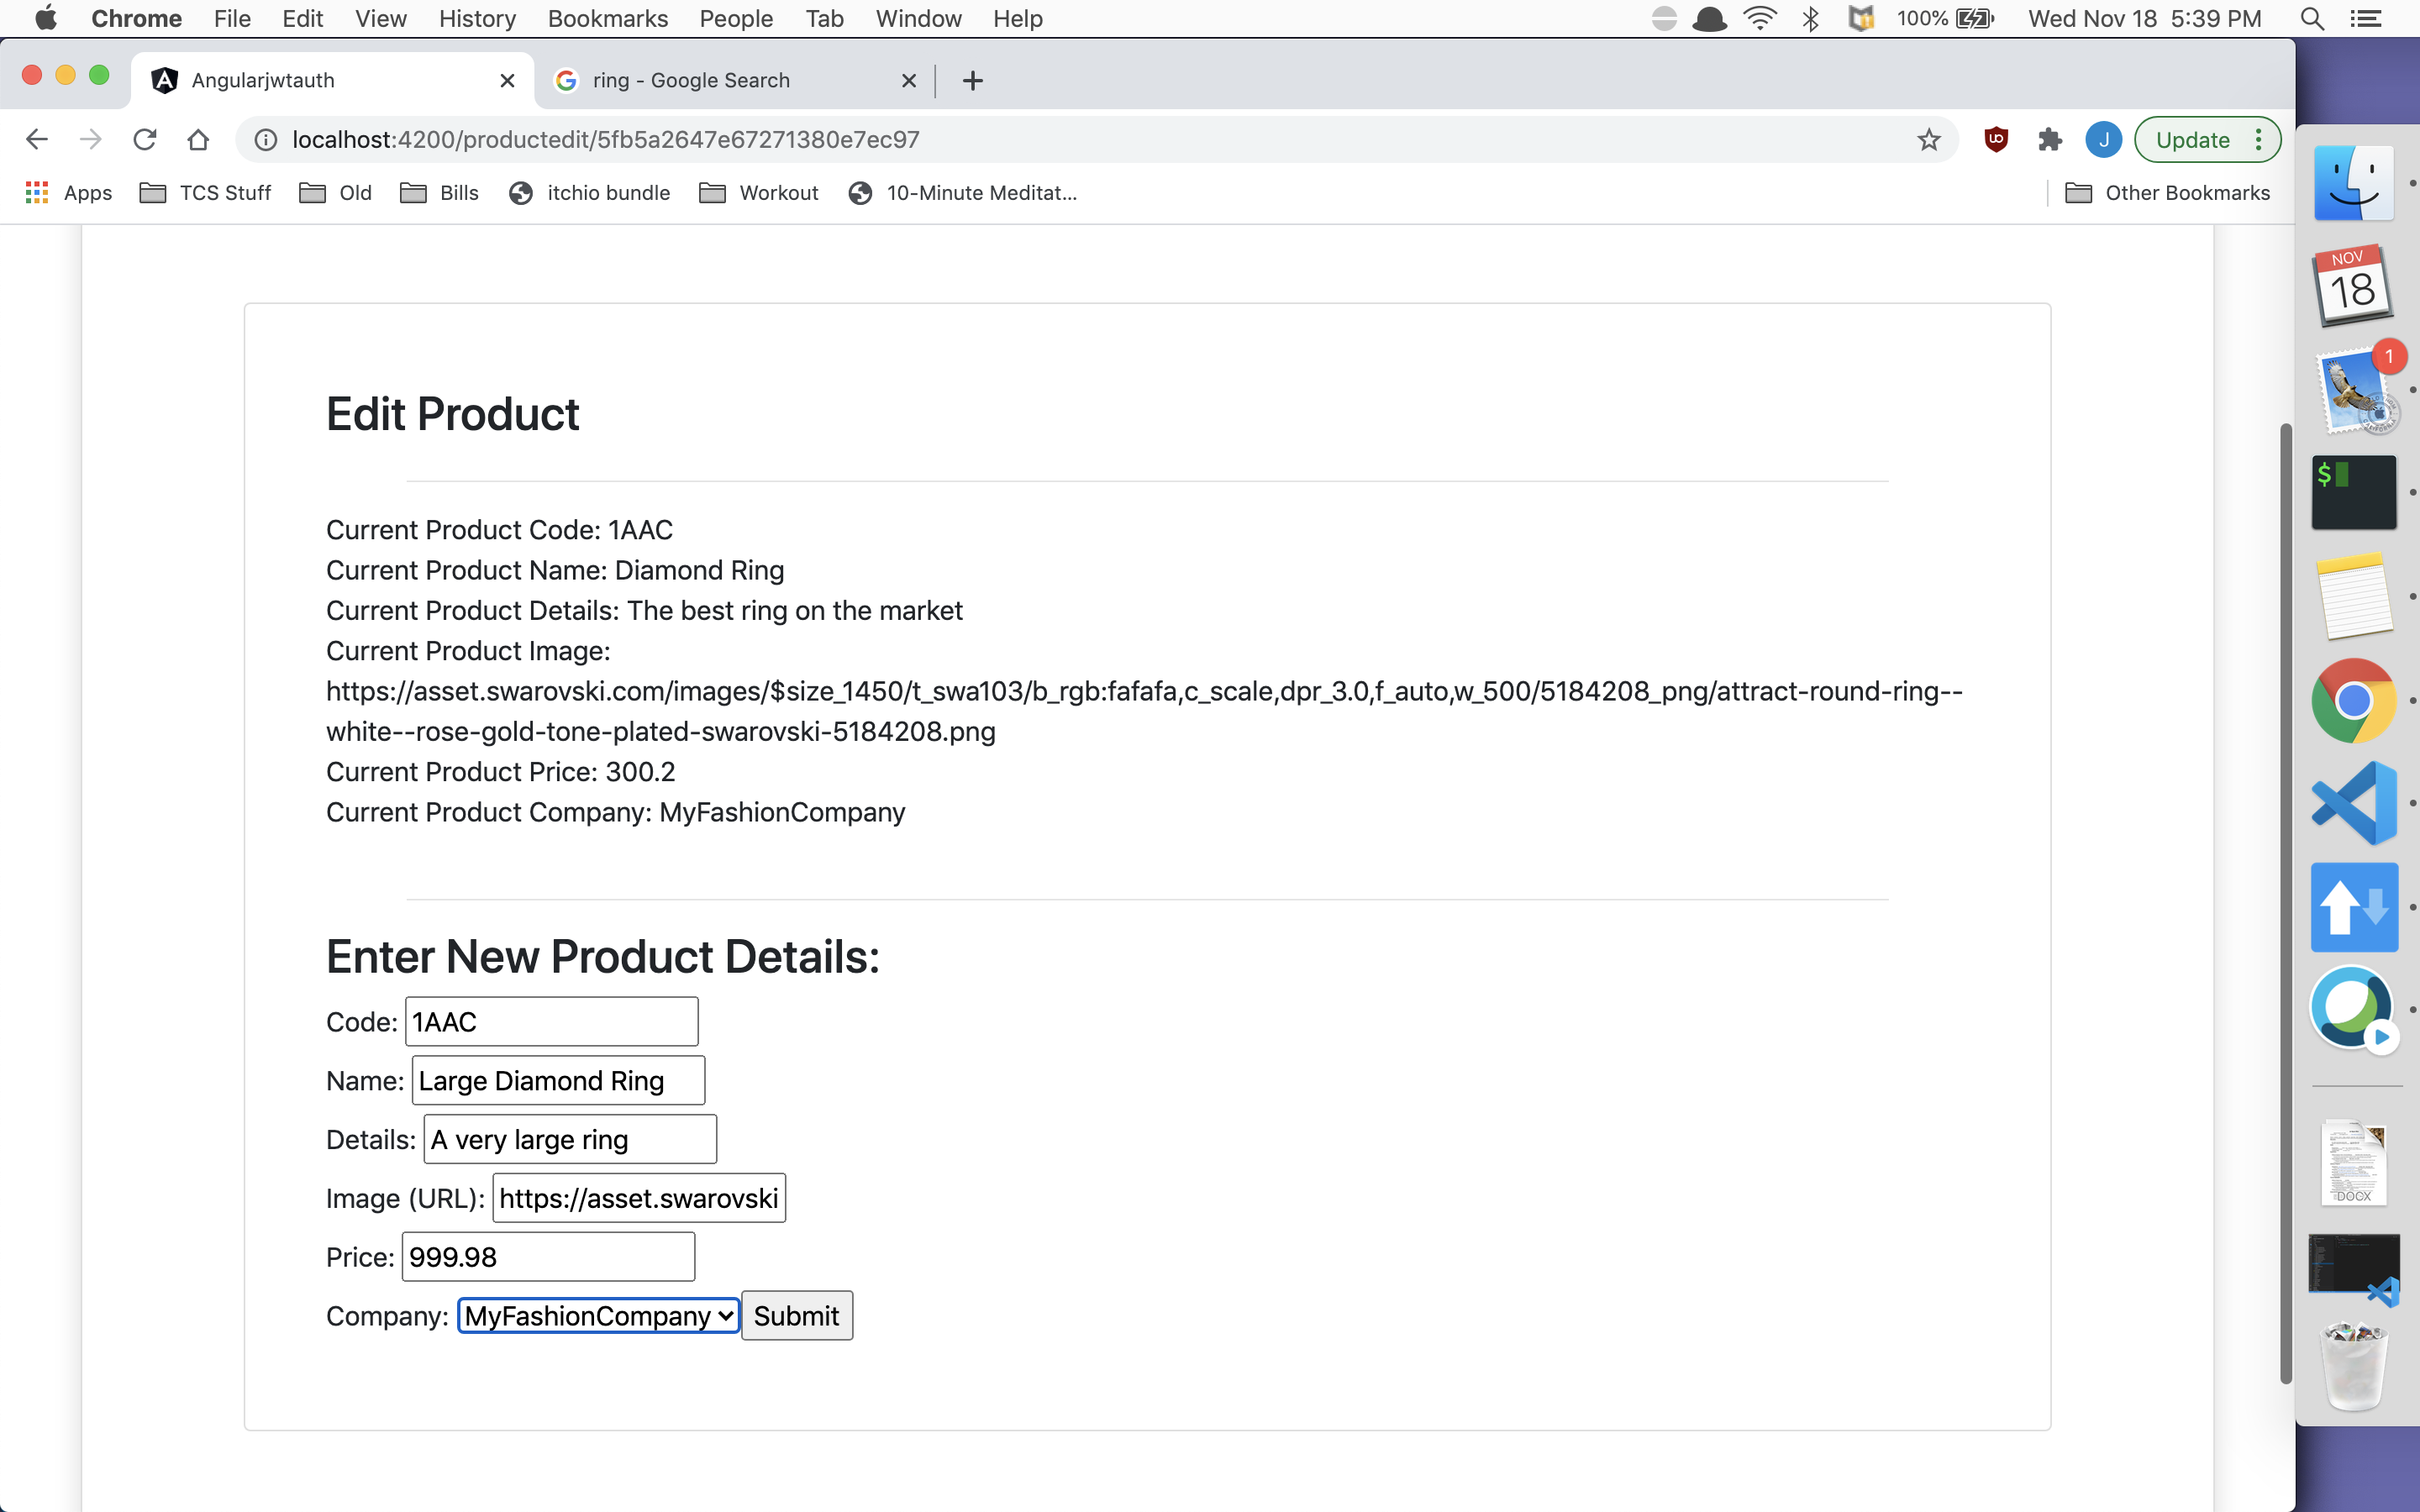 Chrome File Edit View History Bookmarks People Tab Window Help 100% Wed Nov 18 5:39 PM
Angularjwtauth ring - Google Search
localhost:4200/productedit/5fb5a2647e67271380e7ec97 J Update
Apps TCS Stuff Old Bills itchio bundle Workout 10-Minute Meditat... Other Bookmarks
NOV
18
1
$
Edit Product
Current Product Code: 1AAC
Current Product Name: Diamond Ring
Current Product Details: The best ring on the market
Current Product Image:
https://asset.swarovski.com/images/$size_1450/t_swa103/b_rgb:fafafa,c_scale,dpr_3.0,f_auto,w_500/5184208_png/attract-round-ring--
white--rose-gold-tone-plated-swarovski-5184208.png
Current Product Price: 300.2
Current Product Company: MyFashionCompany
Enter New Product Details:
Code: 1AAC
Name: Large Diamond Ring
Details: A very large ring
Image (URL): https://asset.swarovski
Price: 999.98
Company: MyFashionCompany Submit
DOCX